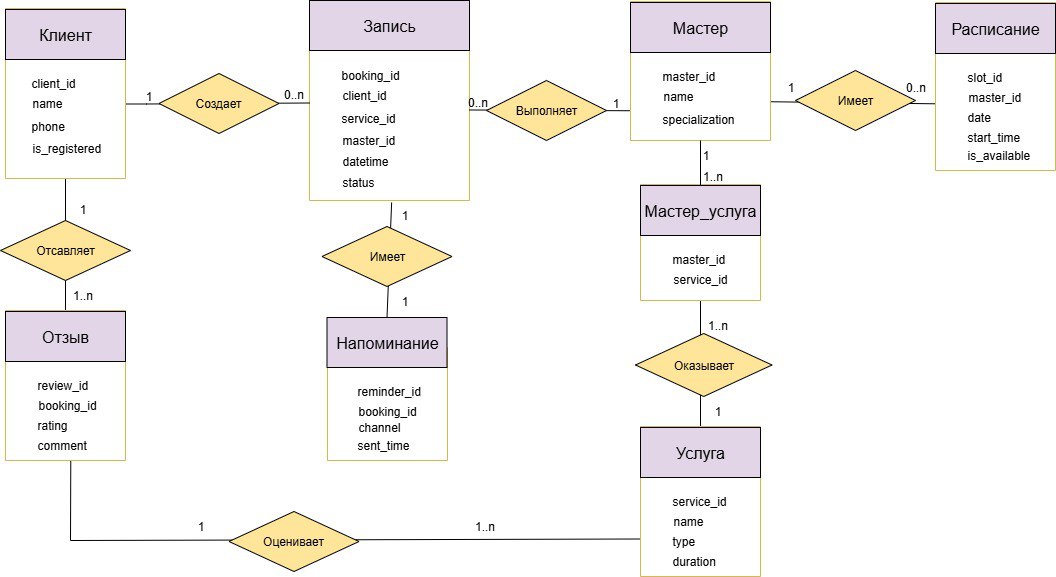 Клиент
client_id
name
phone
is_registered
1
Создает
0..n
Запись
booking_id
client_id
service_id
master_id
datetime
status
0..n
Выполняет
1
Мастер
master_id
name
specialization
1
Имеет
0..n
Расписание
slot_id
master_id
date
start_time
is_available
1
Отсавляет
1..n
Отзыв
review_id
booking_id
rating
comment
1
Имеет
1
Напоминание
reminder_id
booking_id
channel
sent_time
1
1..n
Мастер_услуга
master_id
service_id
1..n
Оказывает
1
Услуга
service_id
name
type
duration
1
Оценивает
1..n